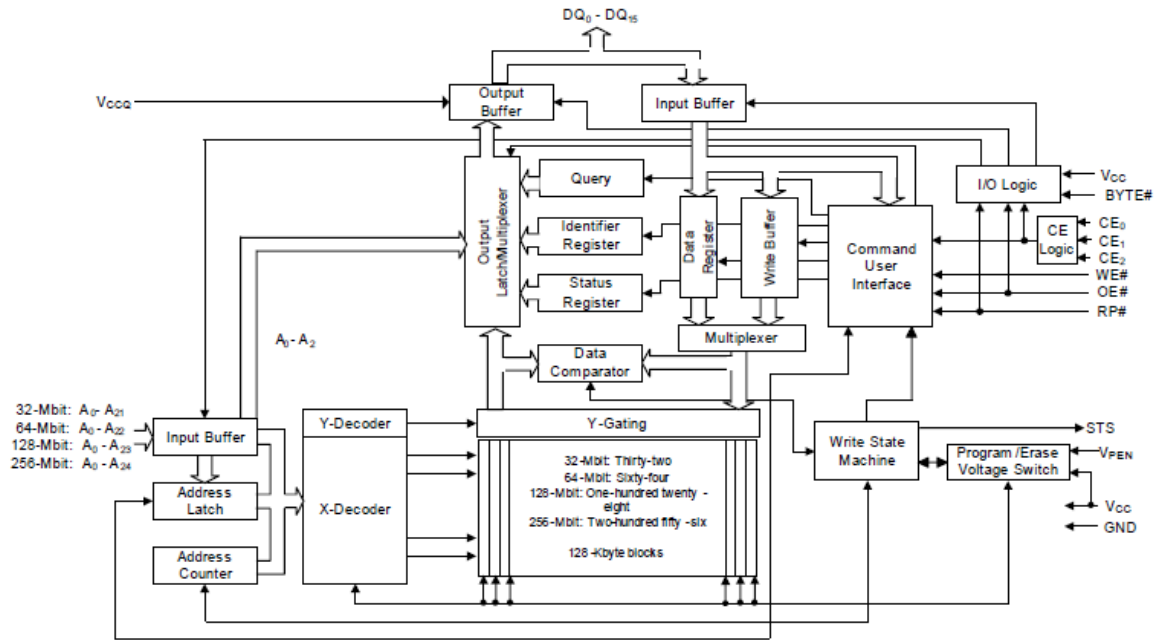 DQ0 - DQ15
VCCQ
Output
Buffer
Input Buffer
Output
Latch/Multiplexer
Query
Identifier
Register
Status
Register
Data
Register
Write Buffer
Command
User
Interface
I/O Logic
CE
Logic
VCC
BYTE#
CE0
CE1
CE2
WE#
OE#
RP#
Multiplexer
Data
Comparator
A0 - A2
32-Mbit: A0- A21
64-Mbit: A0 - A22
128-Mbit: A0 - A23
256-Mbit: A0 - A24
Input Buffer
Address
Latch
Address
Counter
Y-Decoder
X-Decoder
Y-Gating
32-Mbit: Thirty-two
64-Mbit: Sixty-four
128-Mbit: One-hundred twenty -
eight
256-Mbit: Two-hundred fifty -six
128 -Kbyte blocks
Write State
Machine
Program /Erase
Voltage Switch
STS
VPEN
VCC
GND